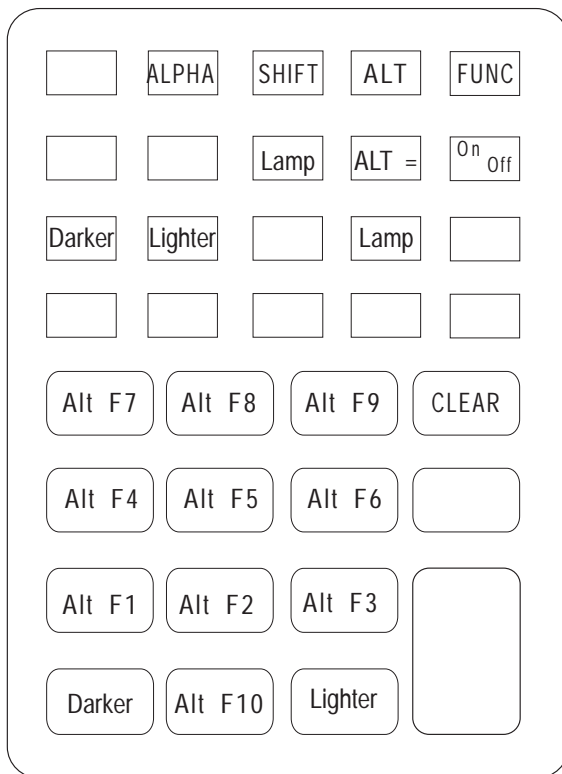 ALPHA SHIFT ALT FUNC
Lamp ALT = On Off
Darker Lighter Lamp
Alt F7 Alt F8 Alt F9 CLEAR
Alt F4 Alt F5 Alt F6
Alt F1 Alt F2 Alt F3
Darker Alt F10 Lighter